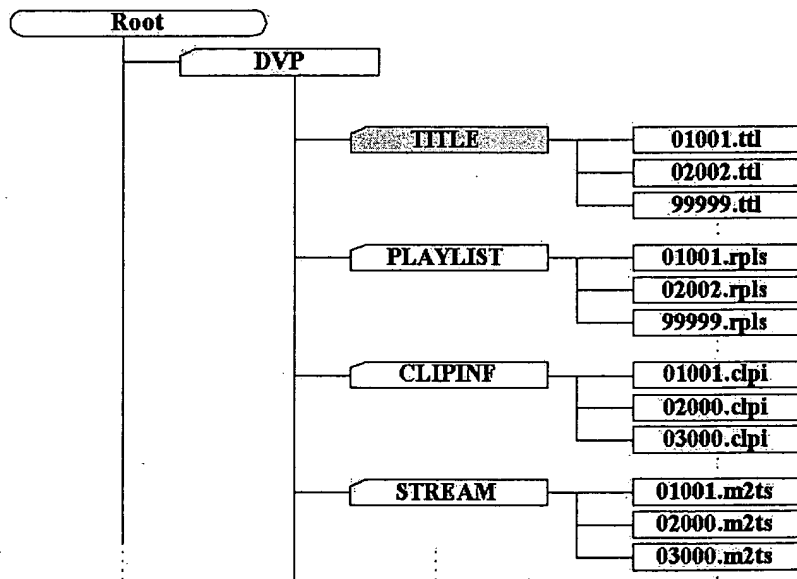 Root
DVP
TITLE
01001.ttl
02002.ttl
99999.ttl
PLAYLIST
01001.rpls
02002.rpls
99999.rpls
CLIPINF
01001.clpi
02000.clpi
03000.clpi
STREAM
01001.m2ts
02000.m2ts
03000.m2ts